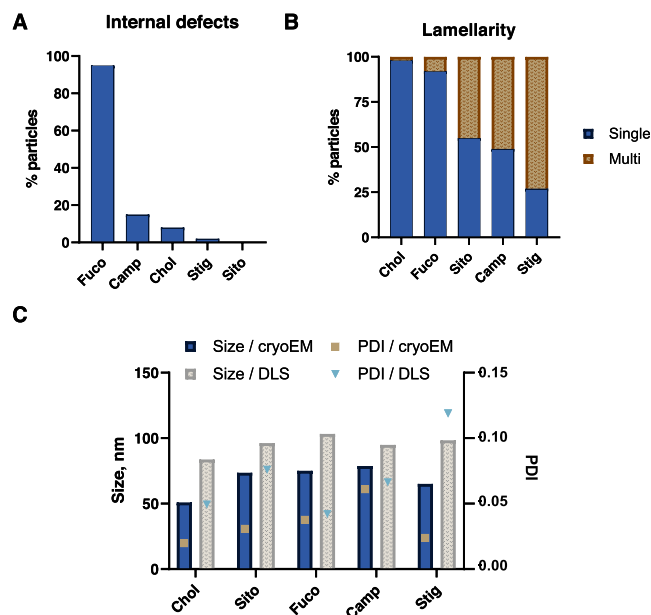 A
Internal defects
% particles
100
80
60
40
20
0
Fuco
Camp
Chol
Stig
Sito
B
Lamellarity
% particles
100
75
50
25
0
Chol
Fuco
Sito
Camp
Stig
Single
Multi
C
Size / cryoEM
PDI / cryoEM
Size / DLS
PDI / DLS
Size, nm
150
100
50
0
0.15
0.10
0.05
0.00
PDI
Chol
Sito
Fuco
Camp
Stig